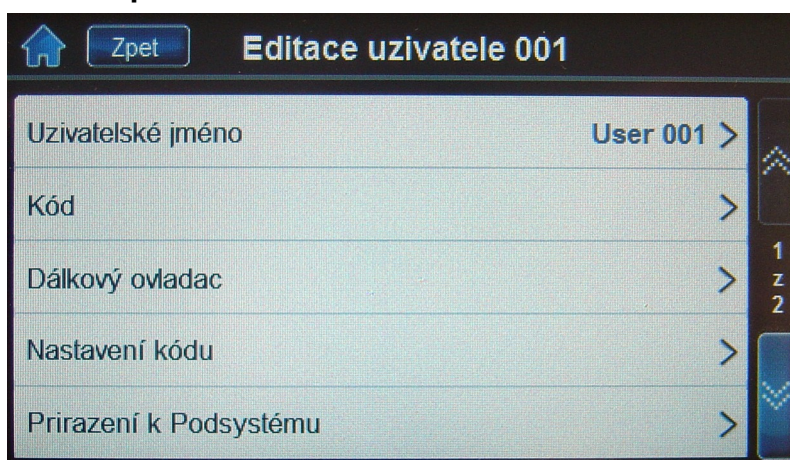 Zpet
Editace uzivatele 001
Uzivatelské jméno
User 001
Kód
Dálkový ovladac
Nastavení kódu
Prirazení k Podsystému
1
z
2